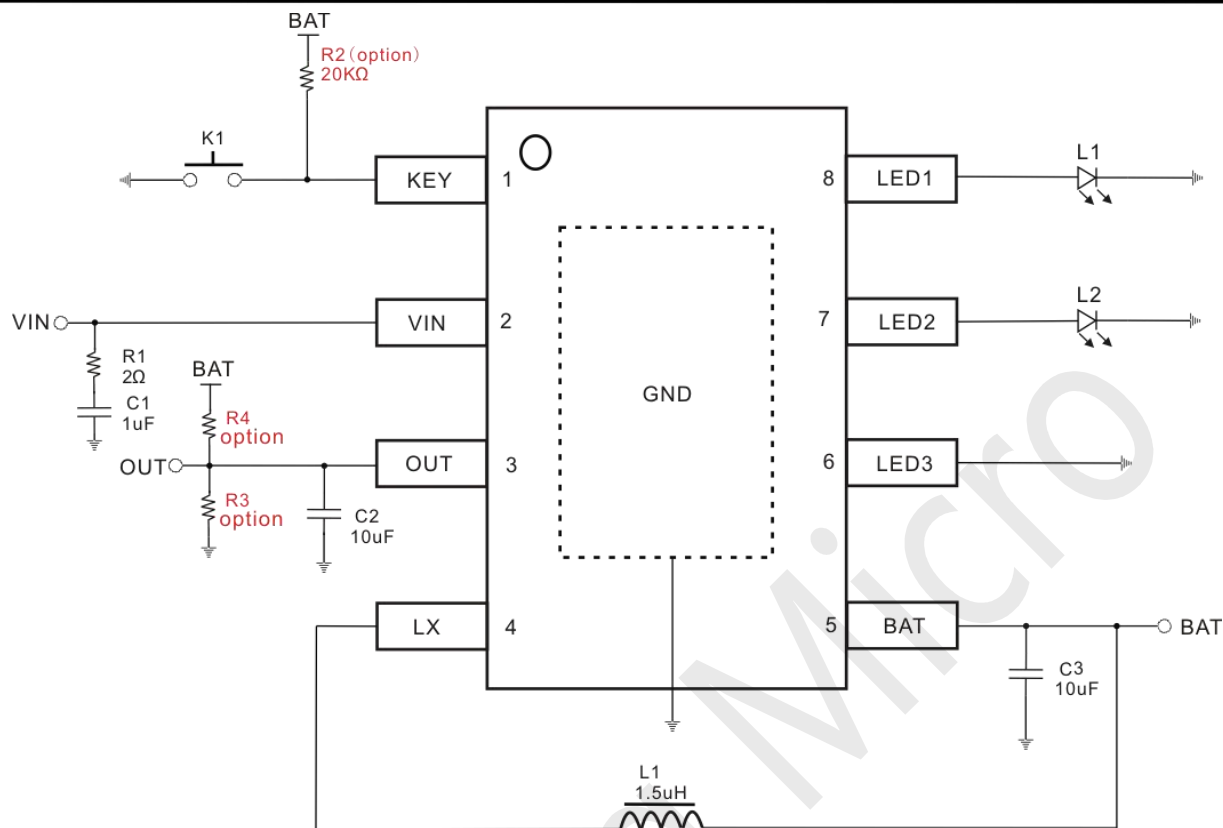 BAT
R2（option）
20KΩ
K1
KEY
1
VIN
VIN
2
R1
2Ω
C1
1uF
BAT
R4
option
OUT
OUT
3
R3
option
C2
10uF
LX
4
GND
8
LED1
L1
7
LED2
L2
6
LED3
5
BAT
BAT
C3
10uF
L1
1.5uH
Micro